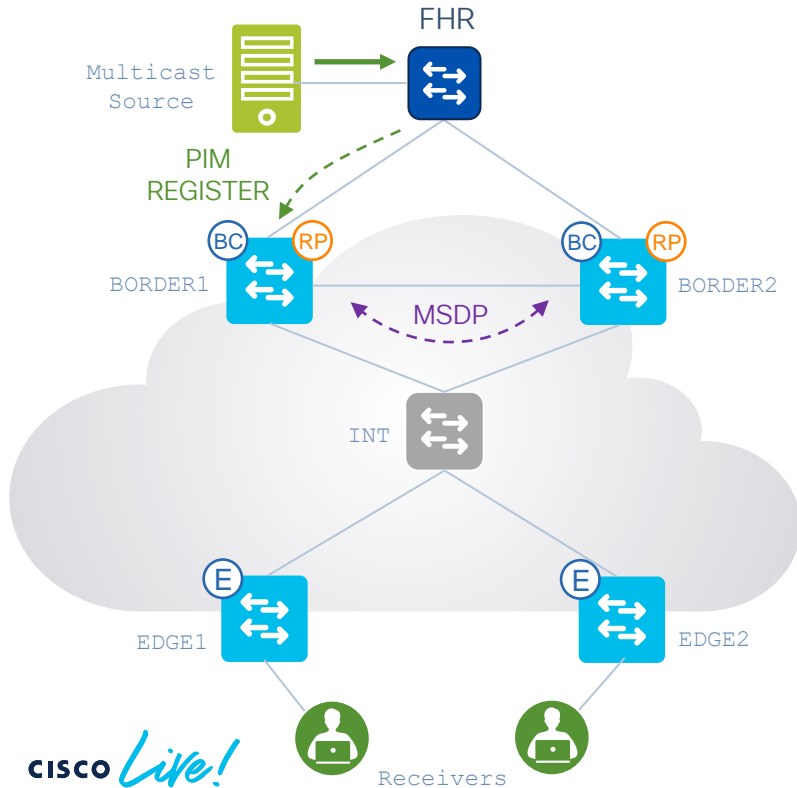 FHR
Multicast
Source
PIM
REGISTER
BC
RP
BC
RP
BORDER1
BORDER2
MSDP
INT
E
E
EDGE1
EDGE2
CISCO Live!
Receivers